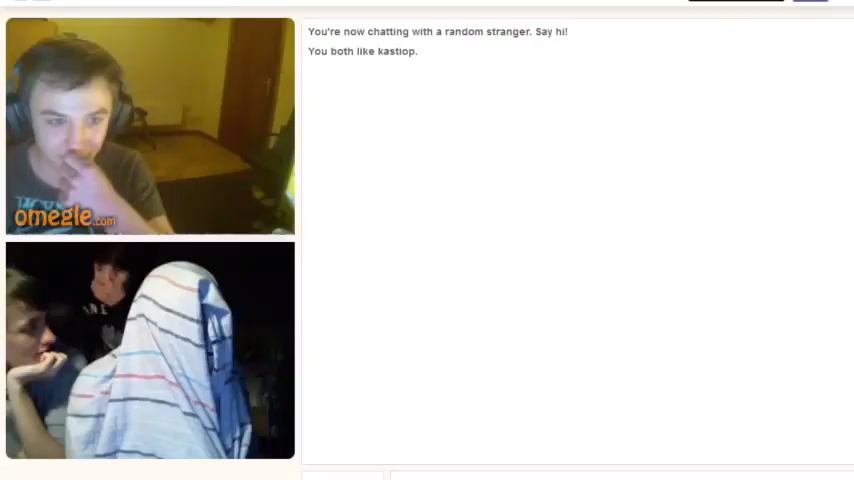 You're now chatting with a random stranger. Say hi!
You both like kastiop.
omegle.com